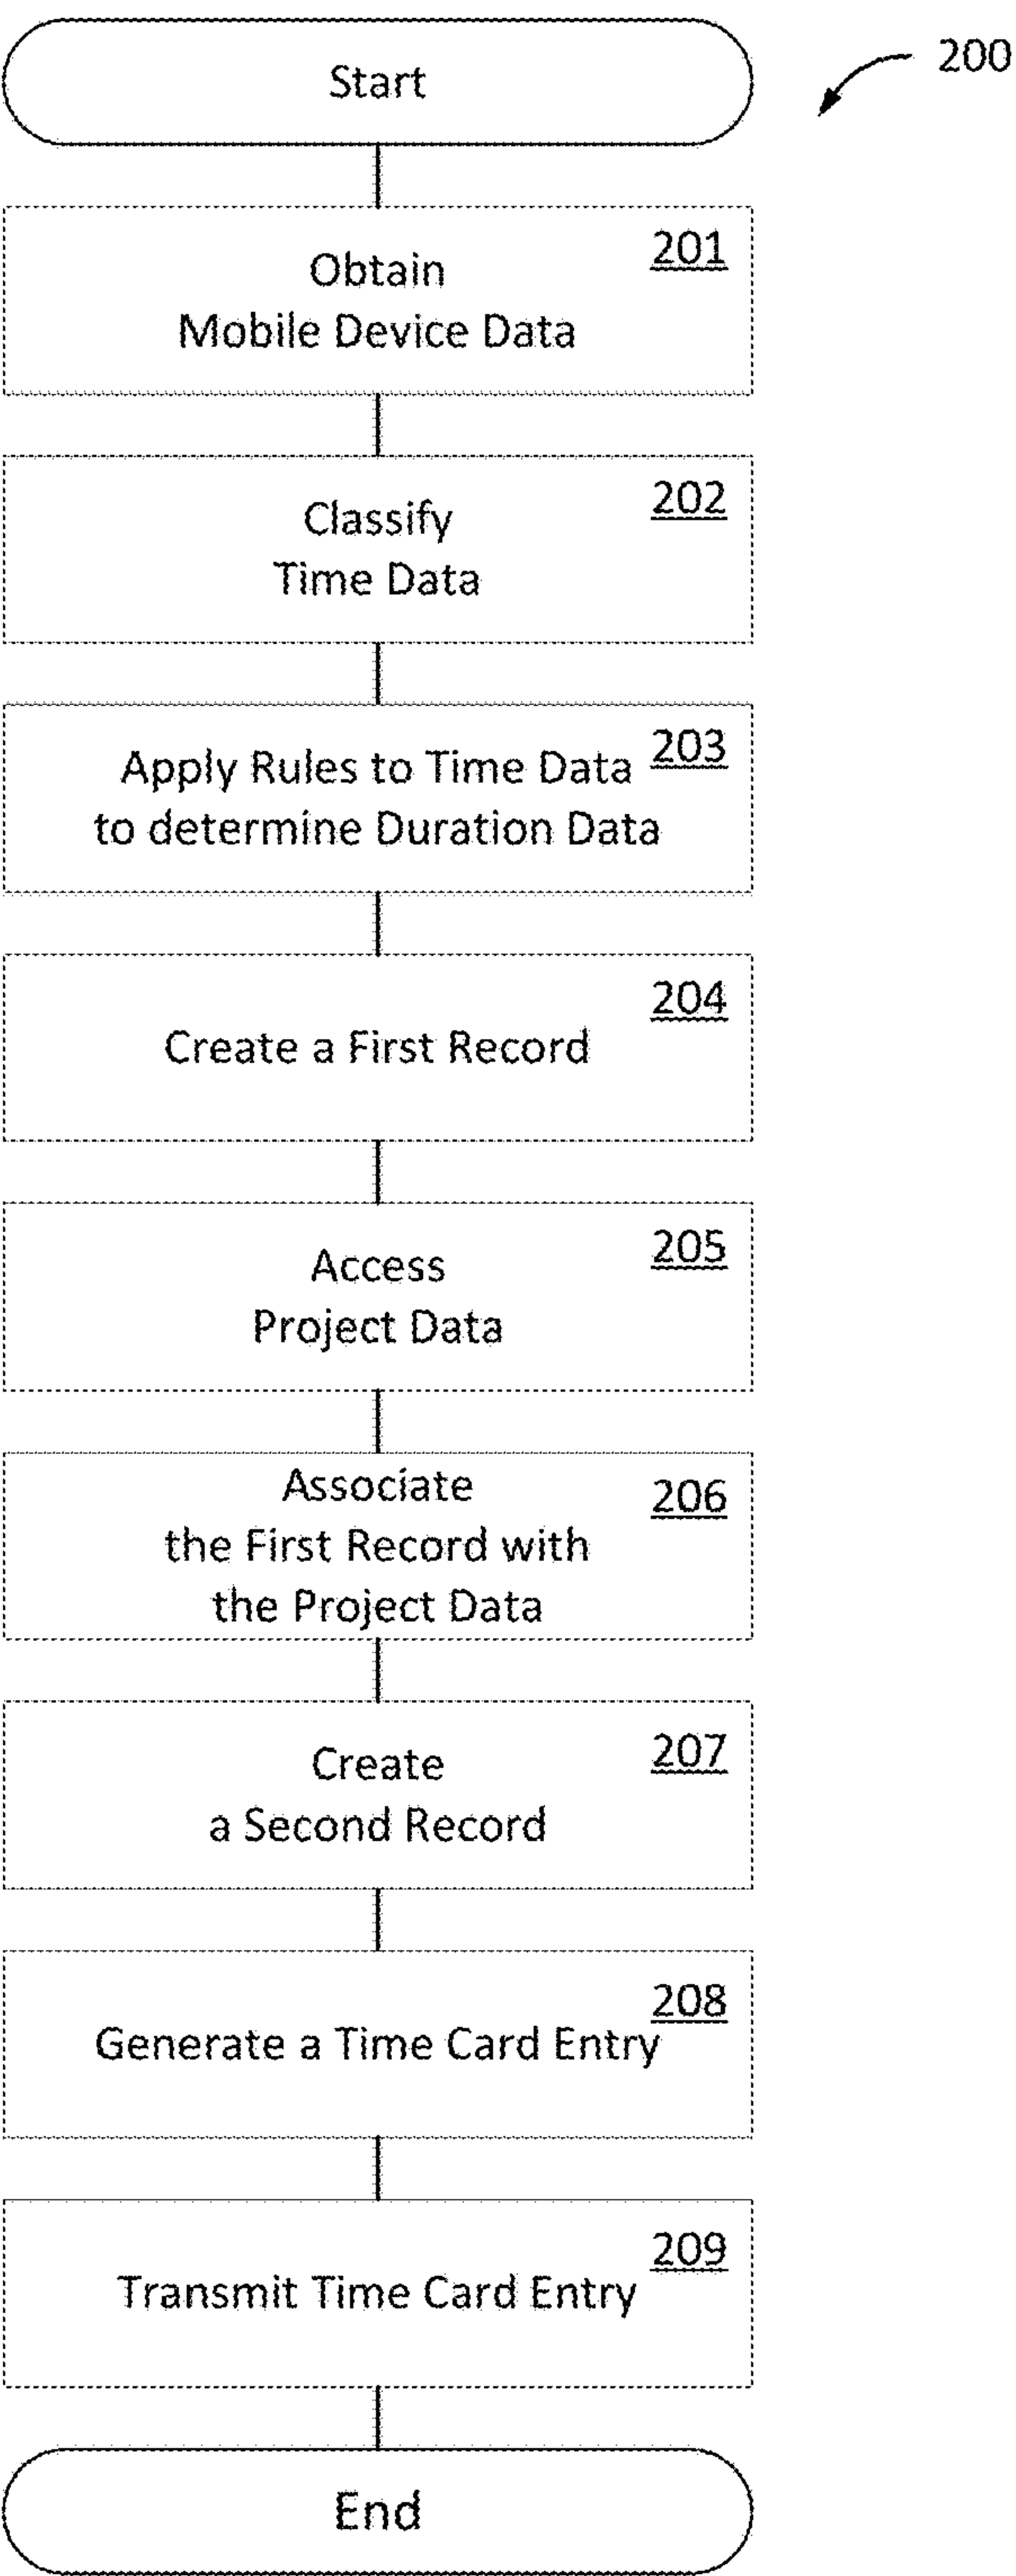 Start
200
201
Obtain
Mobile Device Data
202
Classify
Time Data
203
Apply Rules to Time Data
to determine Duration Data
204
Create a First Record
205
Access
Project Data
206
Associate
the First Record with
the Project Data
207
Create
a Second Record
208
Generate a Time Card Entry
209
Transmit Time Card Entry
End